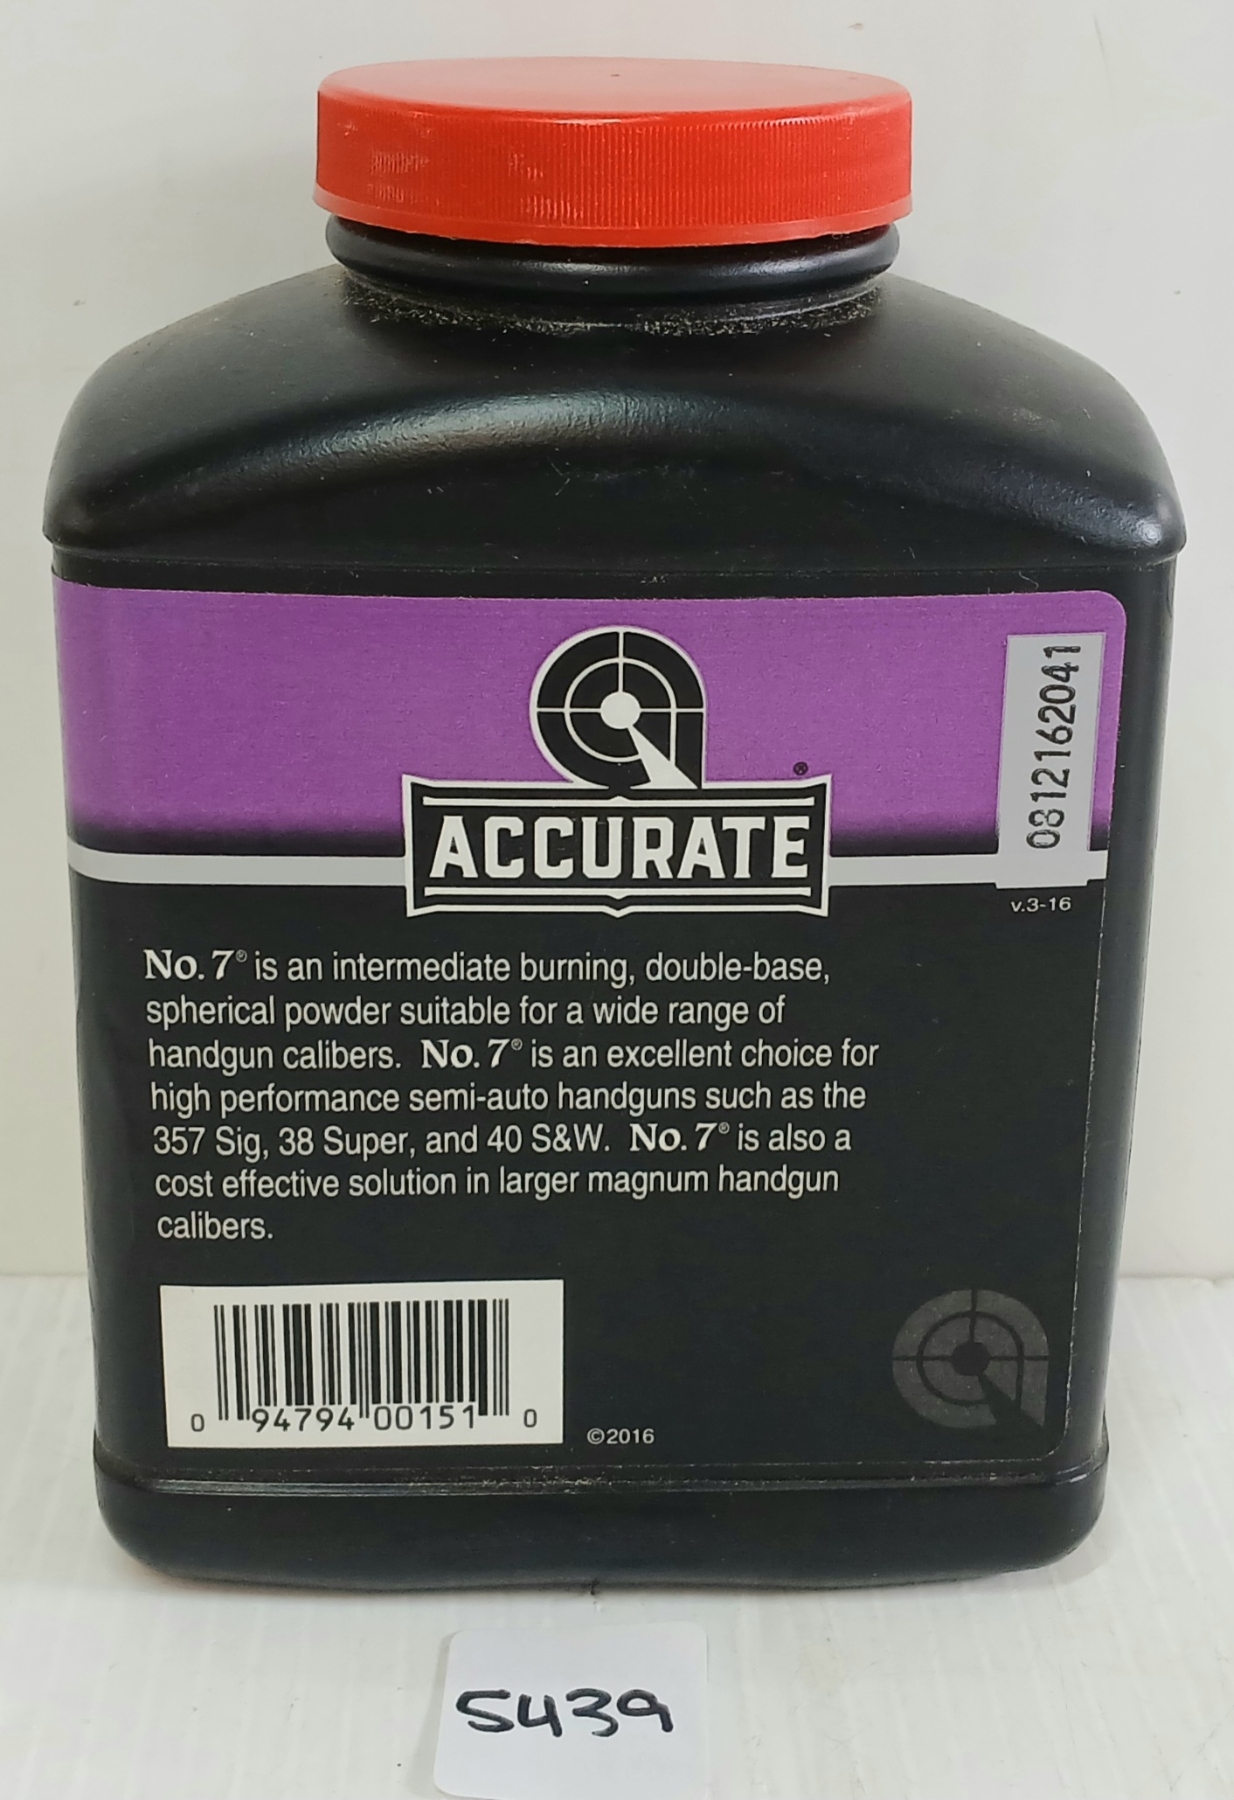 ®
ACCURATE
081216204​1
v.3-16
No. 7® is an intermediate burning, double-base,
spherical powder suitable for a wide range of
handgun calibers. No. 7® is an excellent choice for
high performance semi-auto handguns such as the
357 Sig, 38 Super, and 40 S&W. No. 7® is also a
cost effective solution in larger magnum handgun
calibers.
0 94794 00151 0
©2016
5439